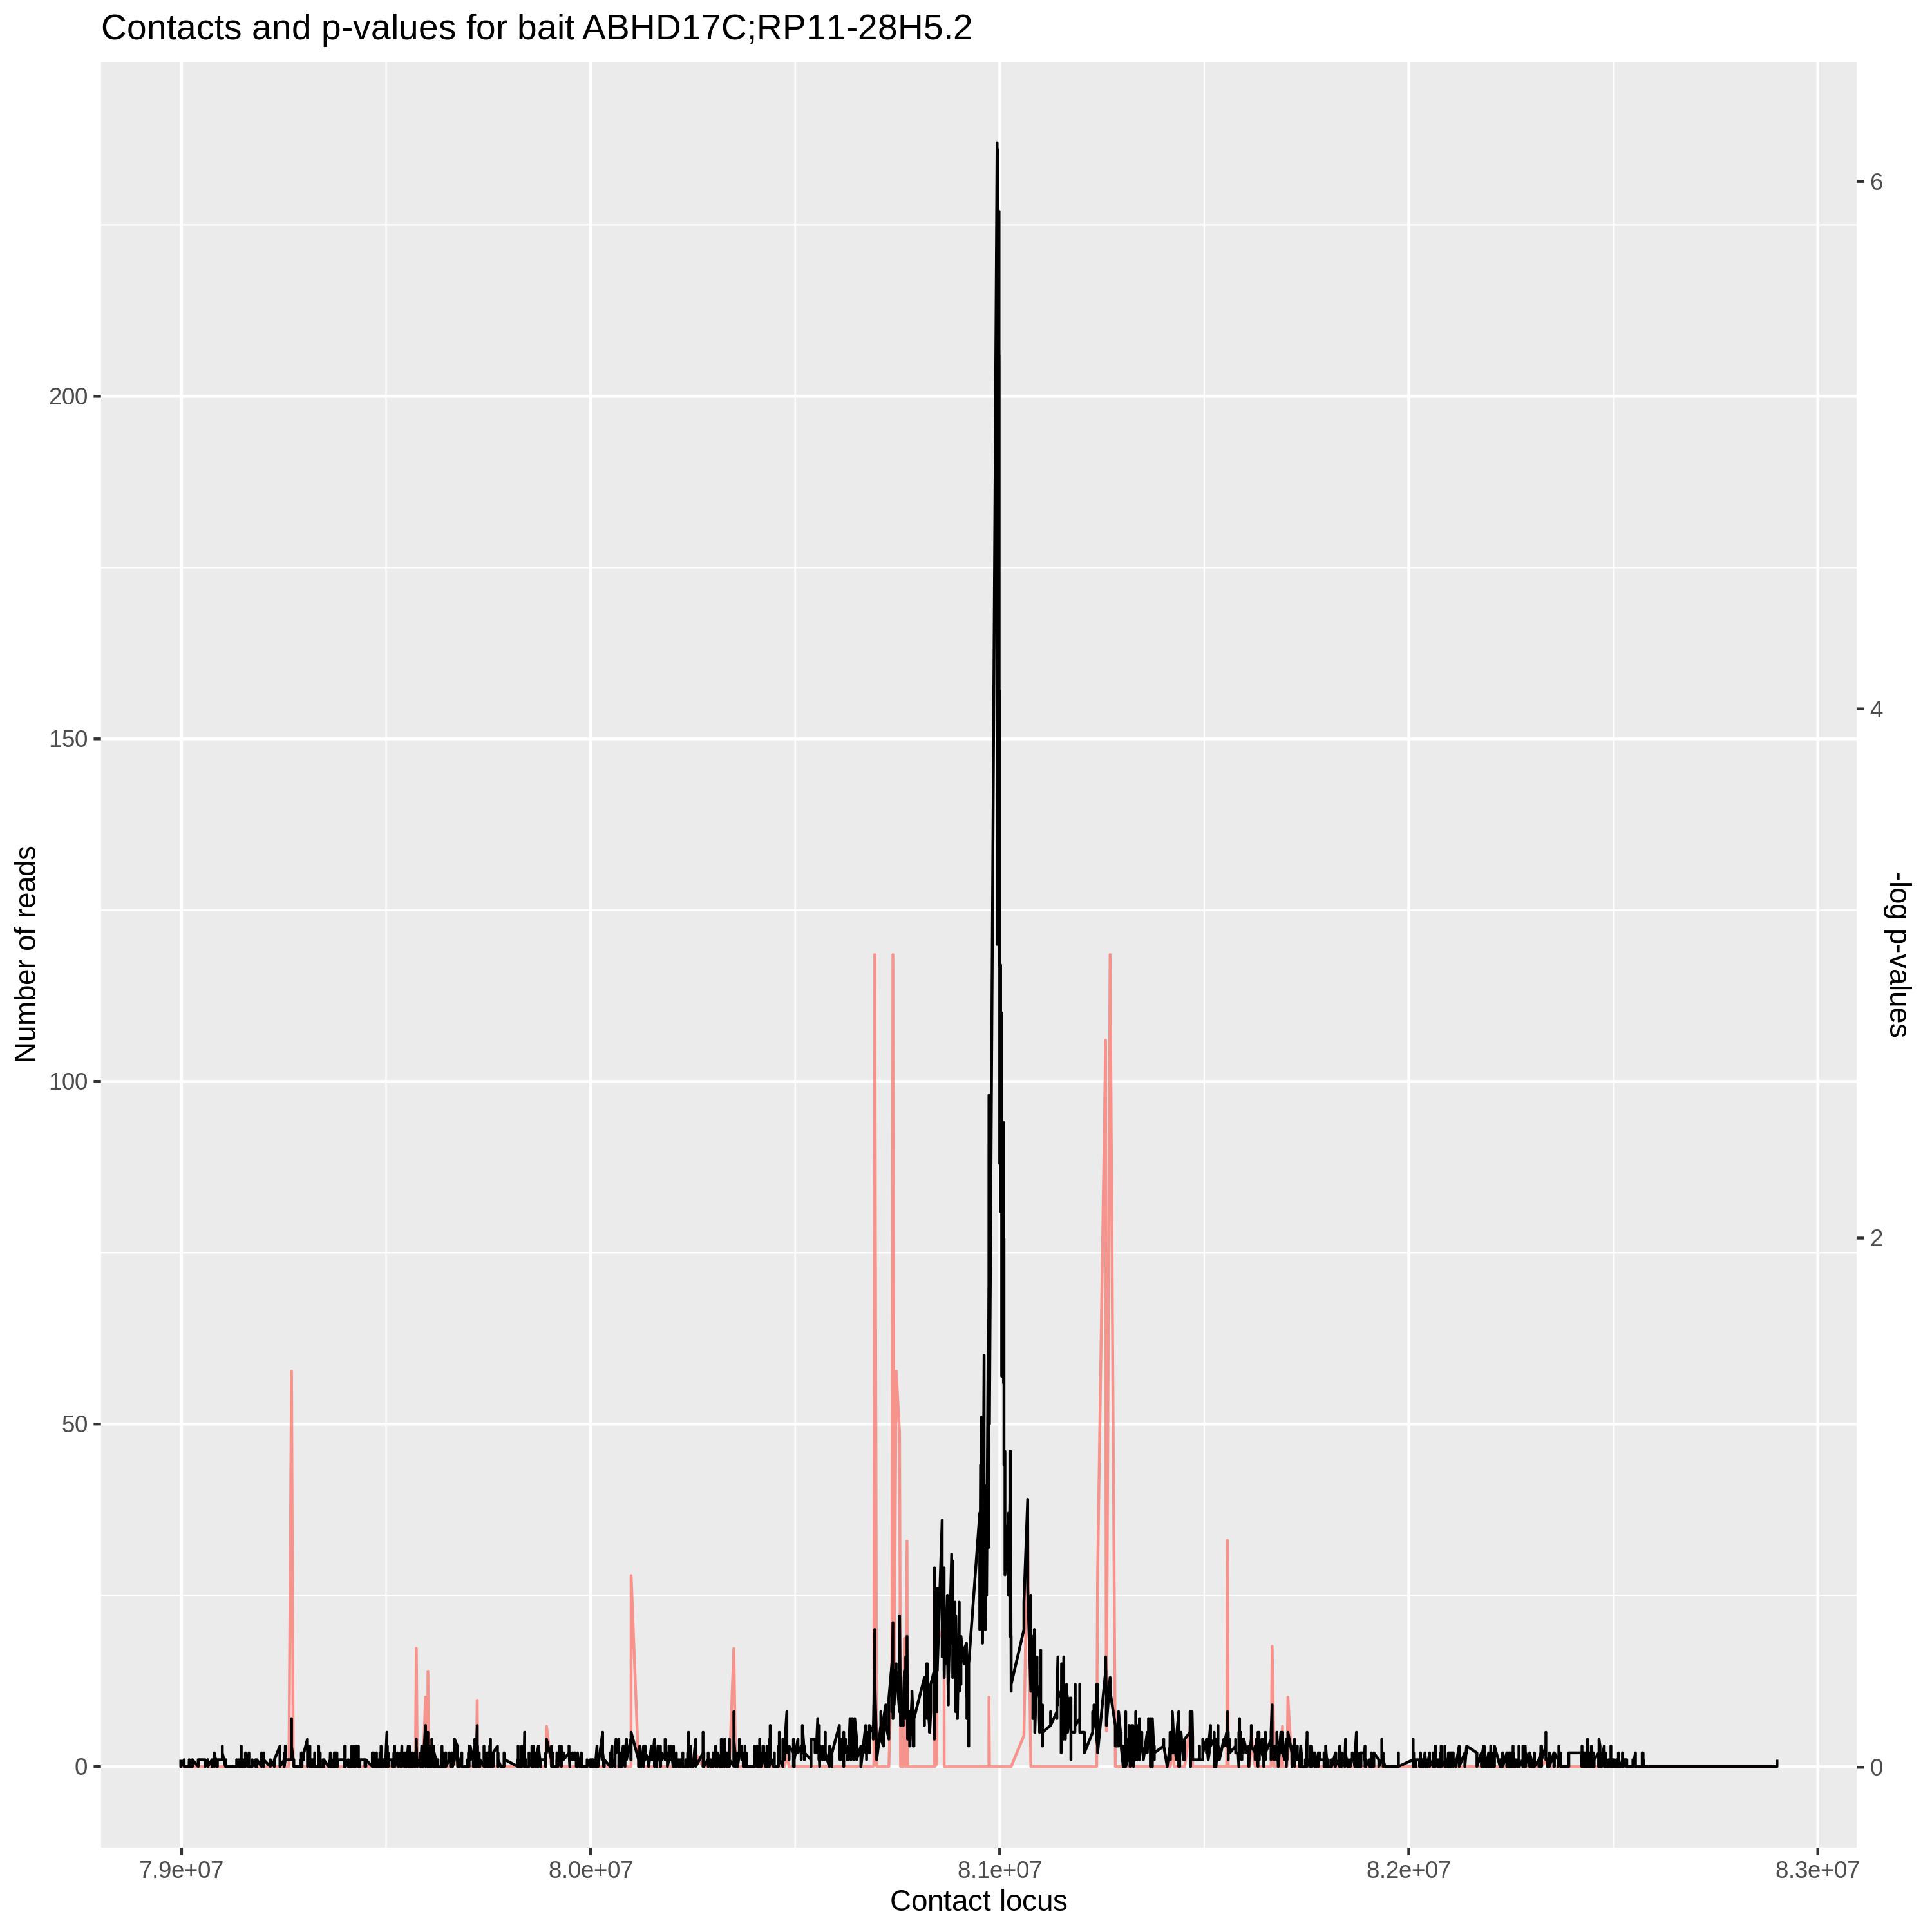 Contacts and p-values for bait ABHD17C;RP11-28H5.2
Number of reads
200
150
100
50
0
6
4
2
0
-log p-values
7.9e+07
8.0e+07
8.1e+07
8.2e+07
8.3e+07
Contact locus